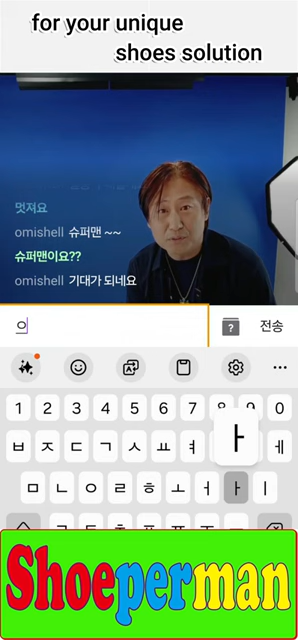 for your unique
shoes solution
멋져요
omishell 슈퍼맨 ~~
슈퍼맨이요??
omishell 기대가 되네요
으
전송
1 2 3 4 5 6 7 8 9 0
ㅂ ㅈ ㄷ ㄱ ㅅ ㅛ ㅕ ㅏ ㅔ
ㅁ ㄴ ㅇ ㄹ ㅎ ㅗ ㅓ ㅏ ㅣ
Shoeperman